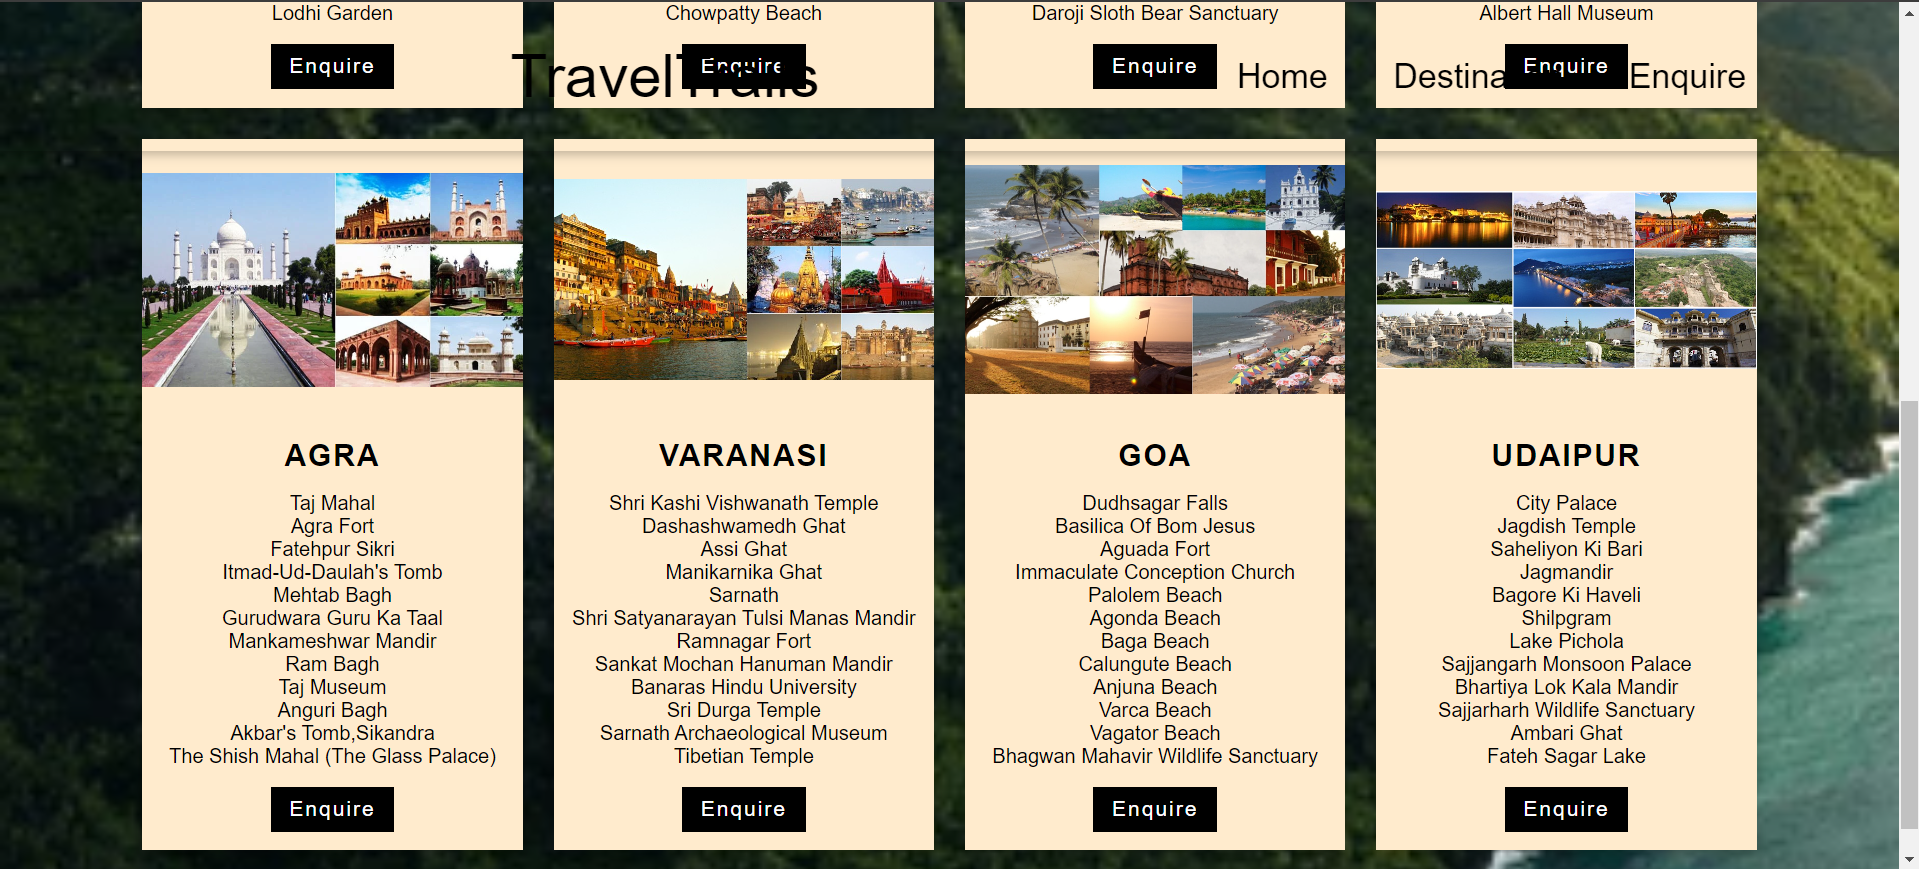 Lodhi Garden
Chowpatty Beach
Daroji Sloth Bear Sanctuary
Albert Hall Museum
Enquire
Enquire
Enquire
Enquire
TravelTrails
Home
Enquire
AGRA
Taj Mahal
Agra Fort
Fatehpur Sikri
Itmad-Ud-Daulah's Tomb
Mehtab Bagh
Gurudwara Guru Ka Taal
Mankameshwar Mandir
Ram Bagh
Taj Museum
Anguri Bagh
Akbar's Tomb,Sikandra
The Shish Mahal (The Glass Palace)
Enquire
VARANASI
Shri Kashi Vishwanath Temple
Dashashwamedh Ghat
Assi Ghat
Manikarnika Ghat
Sarnath
Shri Satyanarayan Tulsi Manas Mandir
Ramnagar Fort
Sankat Mochan Hanuman Mandir
Banaras Hindu University
Sri Durga Temple
Sarnath Archaeological Museum
Tibetian Temple
Enquire
GOA
Dudhsagar Falls
Basilica Of Bom Jesus
Aguada Fort
Immaculate Conception Church
Palolem Beach
Agonda Beach
Baga Beach
Calungute Beach
Anjuna Beach
Varca Beach
Vagator Beach
Bhagwan Mahavir Wildlife Sanctuary
Enquire
UDAIPUR
City Palace
Jagdish Temple
Saheliyon Ki Bari
Jagmandir
Bagore Ki Haveli
Shilpgram
Lake Pichola
Sajjangarh Monsoon Palace
Bhartiya Lok Kala Mandir
Sajjarharh Wildlife Sanctuary
Ambari Ghat
Fateh Sagar Lake
Enquire